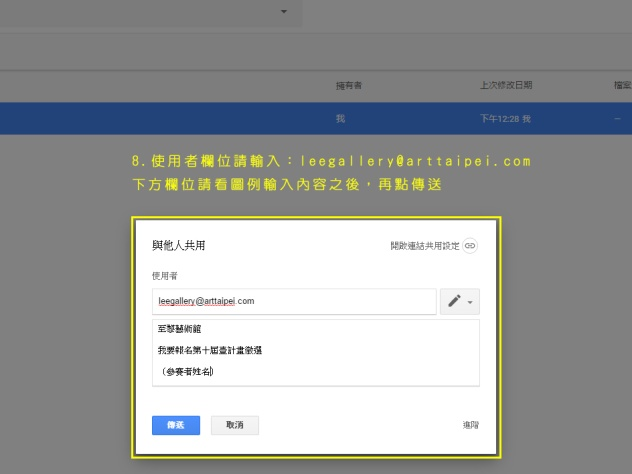 擁有者 上次修改日期 檔案
我 下午12:28 我 —
8.使用者欄位請輸入：leegallery@arttaipei.com
下方欄位請看圖例輸入內容之後，再點傳送
與他人共用 開啟連結共用設定
使用者
leegallery@arttaipei.com
至黎藝術館
我要報名第十屆臺計畫徵選
（參賽者姓名）
傳送 取消 進階